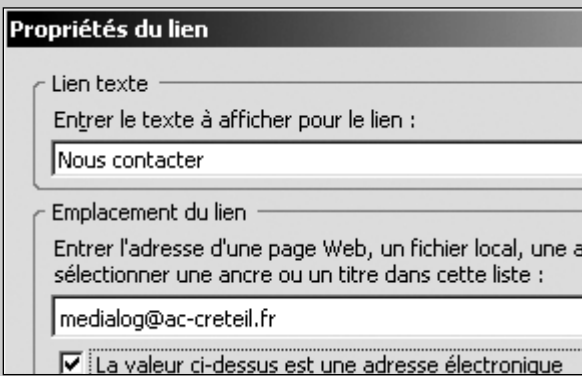 Propriétés du lien
Lien texte
Entrer le texte à afficher pour le lien :
Nous contacter
Emplacement du lien
Entrer l'adresse d'une page Web, un fichier local, une a
sélectionner une ancre ou un titre dans cette liste :
medialog@ac-creteil.fr
La valeur ci-dessus est une adresse électronique